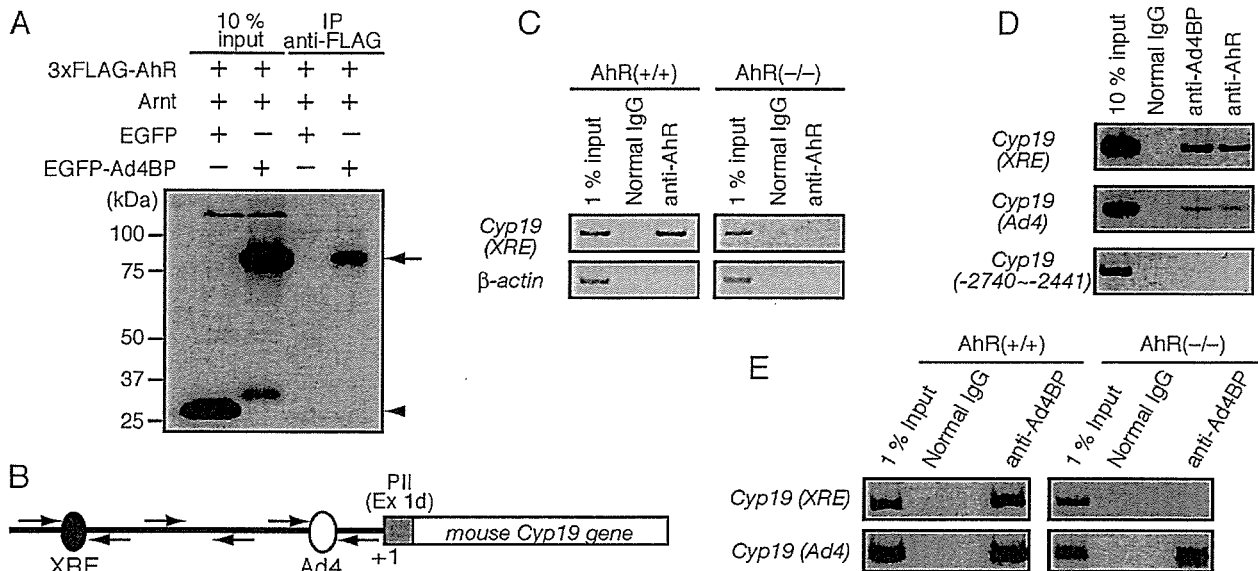 A
10 %
input
IP
anti-FLAG
3xFLAG-AhR + + + +
Arnt + + + +
EGFP + − + −
EGFP-Ad4BP − + − +
(kDa)
100
75
50
37
25
B
XRE
Ad4
PII
(Ex 1d)
+1
mouse Cyp19 gene
C
AhR(+/+)
AhR(−/−)
1 % input
Normal IgG
anti-AhR
1 % input
Normal IgG
anti-AhR
Cyp19
(XRE)
β-actin
D
10 % input
Normal IgG
anti-Ad4BP
anti-AhR
Cyp19
(XRE)
Cyp19
(Ad4)
Cyp19
(-2740~-2441)
E
AhR(+/+)
AhR(−/−)
1 % Input
Normal IgG
anti-Ad4BP
1 % Input
Normal IgG
anti-Ad4BP
Cyp19 (XRE)
Cyp19 (Ad4)